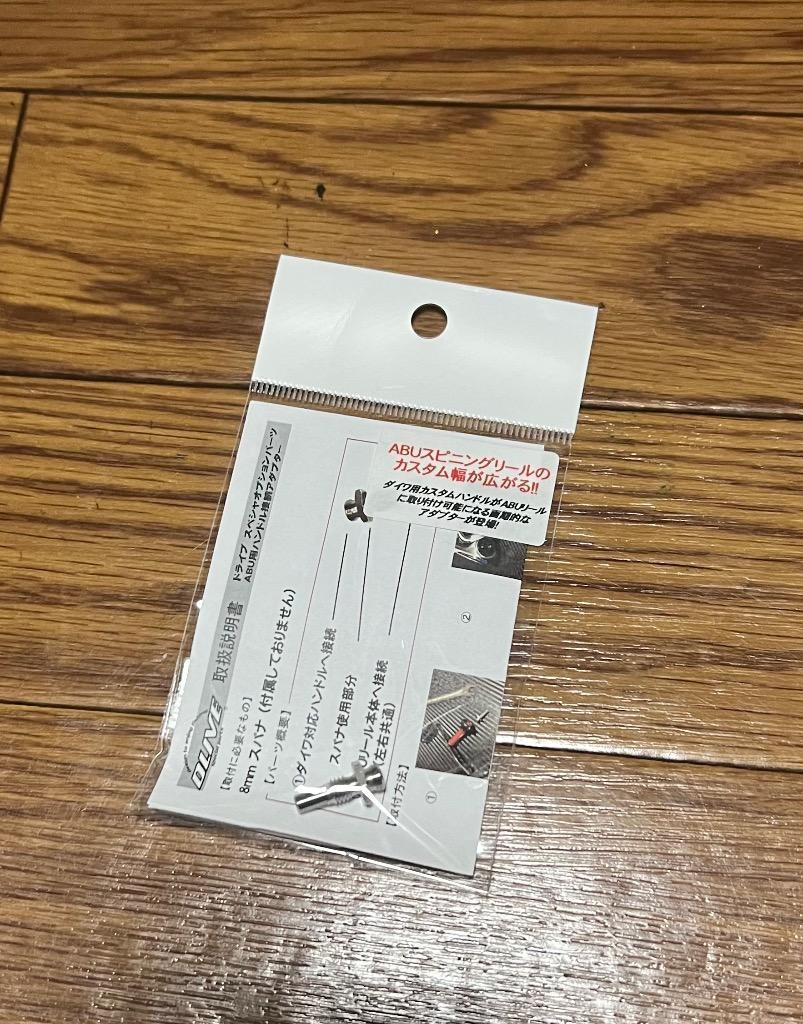 ABUスピニングリールの
カスタム幅が広がる!!
ダイワ用カスタムハンドルがABUリール
に取り付け可能になる画期的な
アダプターが登場!
DLIVE
取扱説明書
ドライブ スペシャオプションパーツ
ABU用ハンドル接続アダプター
【取付に必要なもの】
8mm スパナ (付属しておりません)
【パーツ概要】
①ダイワ対応ハンドルへ接続
スパナ使用部分
リール本体へ接続
(左右共通)
取付方法】
①
②